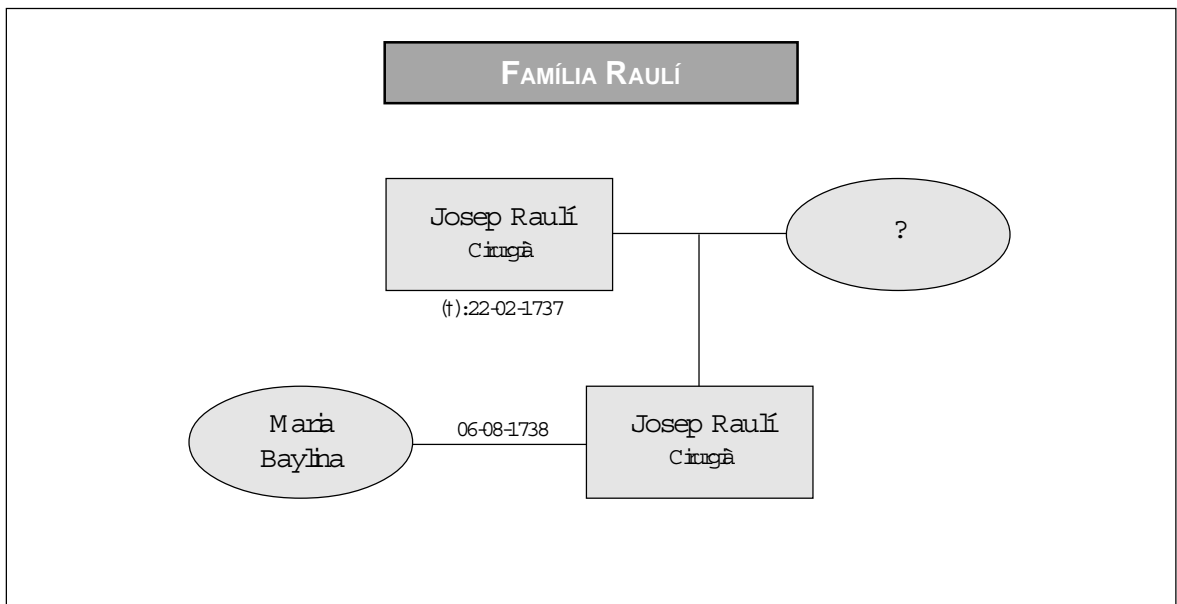 FAMÍLIA RAULÍ
Josep Raulí
Cirurgià
?
(†):22-02-1737
Maria
Baylina
06-08-1738
Josep Raulí
Cirurgià